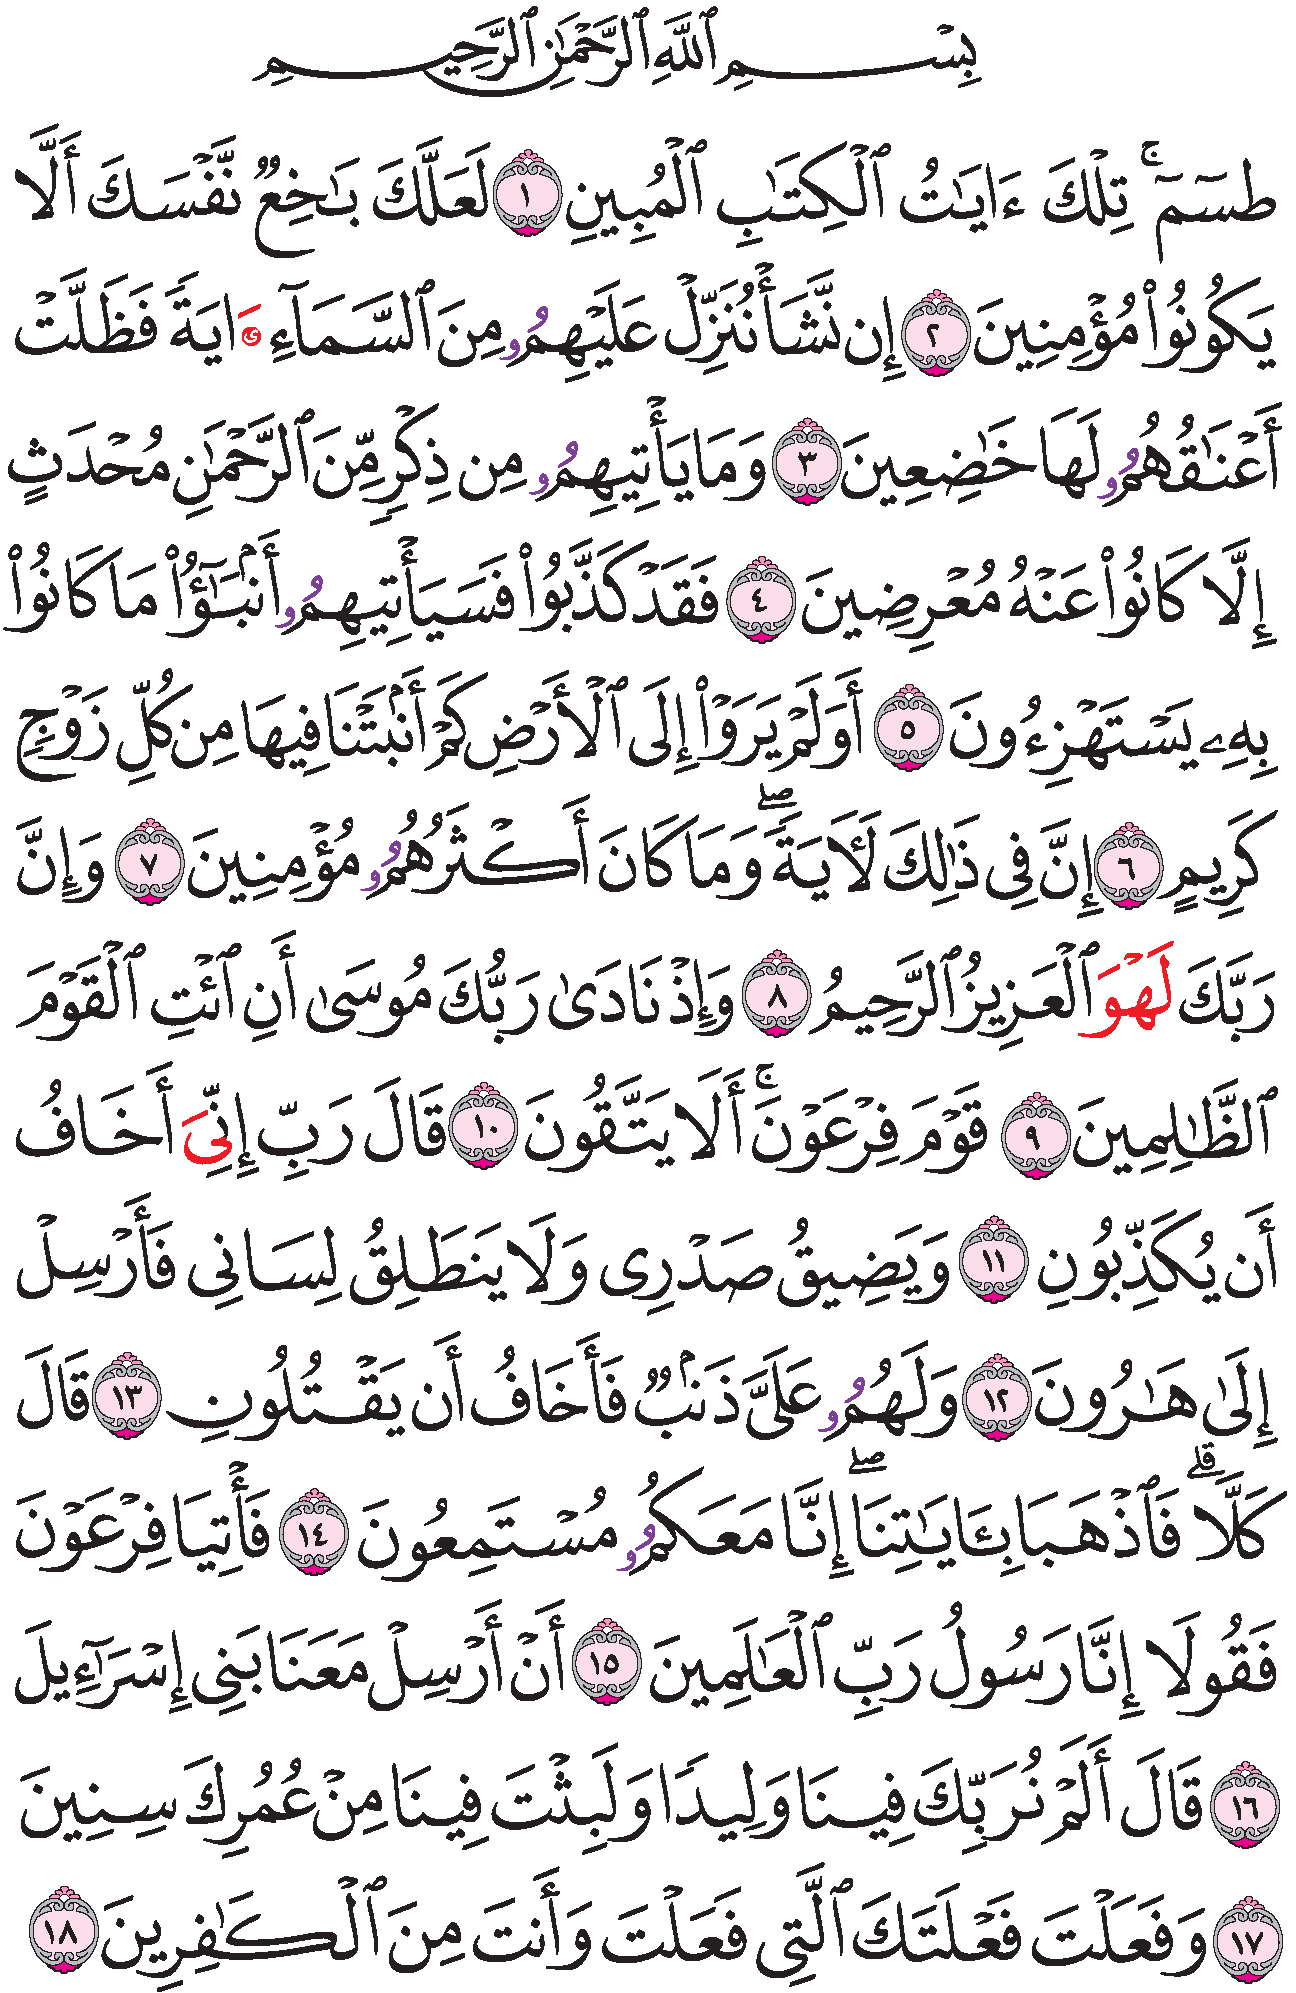 بِسْمِ ٱللَّهِ ٱلرَّحْمَٰنِ ٱلرَّحِيمِ
طسٓمٓ ۚ تِلْكَ ءَايَٰتُ ٱلْكِتَٰبِ ٱلْمُبِينِ ١ لَعَلَّكَ بَٰخِعٌ نَّفْسَكَ أَلَّا
يَكُونُوا۟ مُؤْمِنِينَ ٢ إِن نَّشَأْ نُنَزِّلْ عَلَيْهِمُو مِنَ ٱلسَّمَآءِ يَايَةً فَظَلَّتْ
أَعْنَٰقُهُمُو لَهَا خَٰضِعِينَ ٣ وَمَا يَأْتِيهِمُو مِن ذِكْرٍ مِّنَ ٱلرَّحْمَٰنِ مُحْدَثٍ
إِلَّا كَانُوا۟ عَنْهُ مُعْرِضِينَ ٤ فَقَدْ كَذَّبُوا۟ فَسَيَأْتِيهِمُو أَنۢبَٰٓؤُا۟ مَا كَانُوا۟
بِهِۦ يَسْتَهْزِءُونَ ٥ أَوَلَمْ يَرَوْا۟ إِلَى ٱلْأَرْضِ كَمْ أَنۢبَتْنَا فِيهَا مِن كُلِّ زَوْجٍ
كَرِيمٍ ٦ إِنَّ فِى ذَٰلِكَ لَأٓيَةً ۖ وَمَا كَانَ أَكْثَرُهُمُو مُؤْمِنِينَ ٧ وَإِنَّ
رَبَّكَ لَهْوَ ٱلْعَزِيزُ ٱلرَّحِيمُ ٨ وَإِذْ نَادَىٰ رَبُّكَ مُوسَىٰ أَنِ ٱئْتِ ٱلْقَوْمَ
ٱلظَّٰلِمِينَ ٩ قَوْمَ فِرْعَوْنَ ۚ أَلَا يَتَّقُونَ ١٠ قَالَ رَبِّ إِنِّىَ أَخَافُ
أَن يُكَذِّبُونِ ١١ وَيَضِيقُ صَدْرِى وَلَا يَنطَلِقُ لِسَانِى فَأَرْسِلْ
إِلَىٰ هَٰرُونَ ١٢ وَلَهُمُو عَلَىَّ ذَنۢبٌ فَأَخَافُ أَن يَقْتُلُونِ ١٣ قَالَ
كَلَّا ۗ فَٱذْهَبَا بِـَٔايَٰتِنَا ۖ إِنَّا مَعَكُمُو مُسْتَمِعُونَ ١٤ فَأْتِيَا فِرْعَوْنَ
فَقُولَا إِنَّا رَسُولُ رَبِّ ٱلْعَٰلَمِينَ ١٥ أَنْ أَرْسِلْ مَعَنَا بَنِى إِسْرَٰٓءِيلَ
١٦ قَالَ أَلَمْ نُرَبِّكَ فِينَا وَلِيدًا وَلَبِثْتَ فِينَا مِنْ عُمُرِكَ سِنِينَ
١٧ وَفَعَلْتَ فَعْلَتَكَ ٱلَّتِى فَعَلْتَ وَأَنتَ مِنَ ٱلْكَٰفِرِينَ ١٨